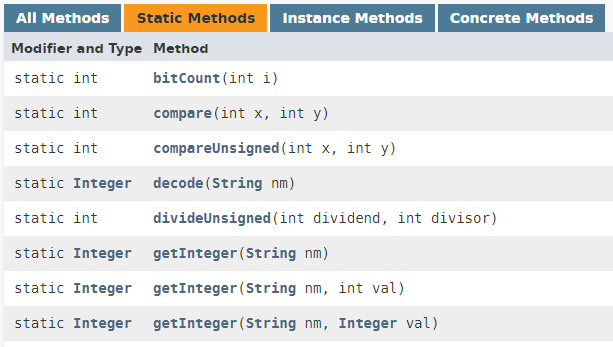 All Methods Static Methods Instance Methods Concrete Methods
Modifier and Type Method
static int bitCount(int i)
static int compare(int x, int y)
static int compareUnsigned(int x, int y)
static Integer decode(String nm)
static int divideUnsigned(int dividend, int divisor)
static Integer getInteger(String nm)
static Integer getInteger(String nm, int val)
static Integer getInteger(String nm, Integer val)